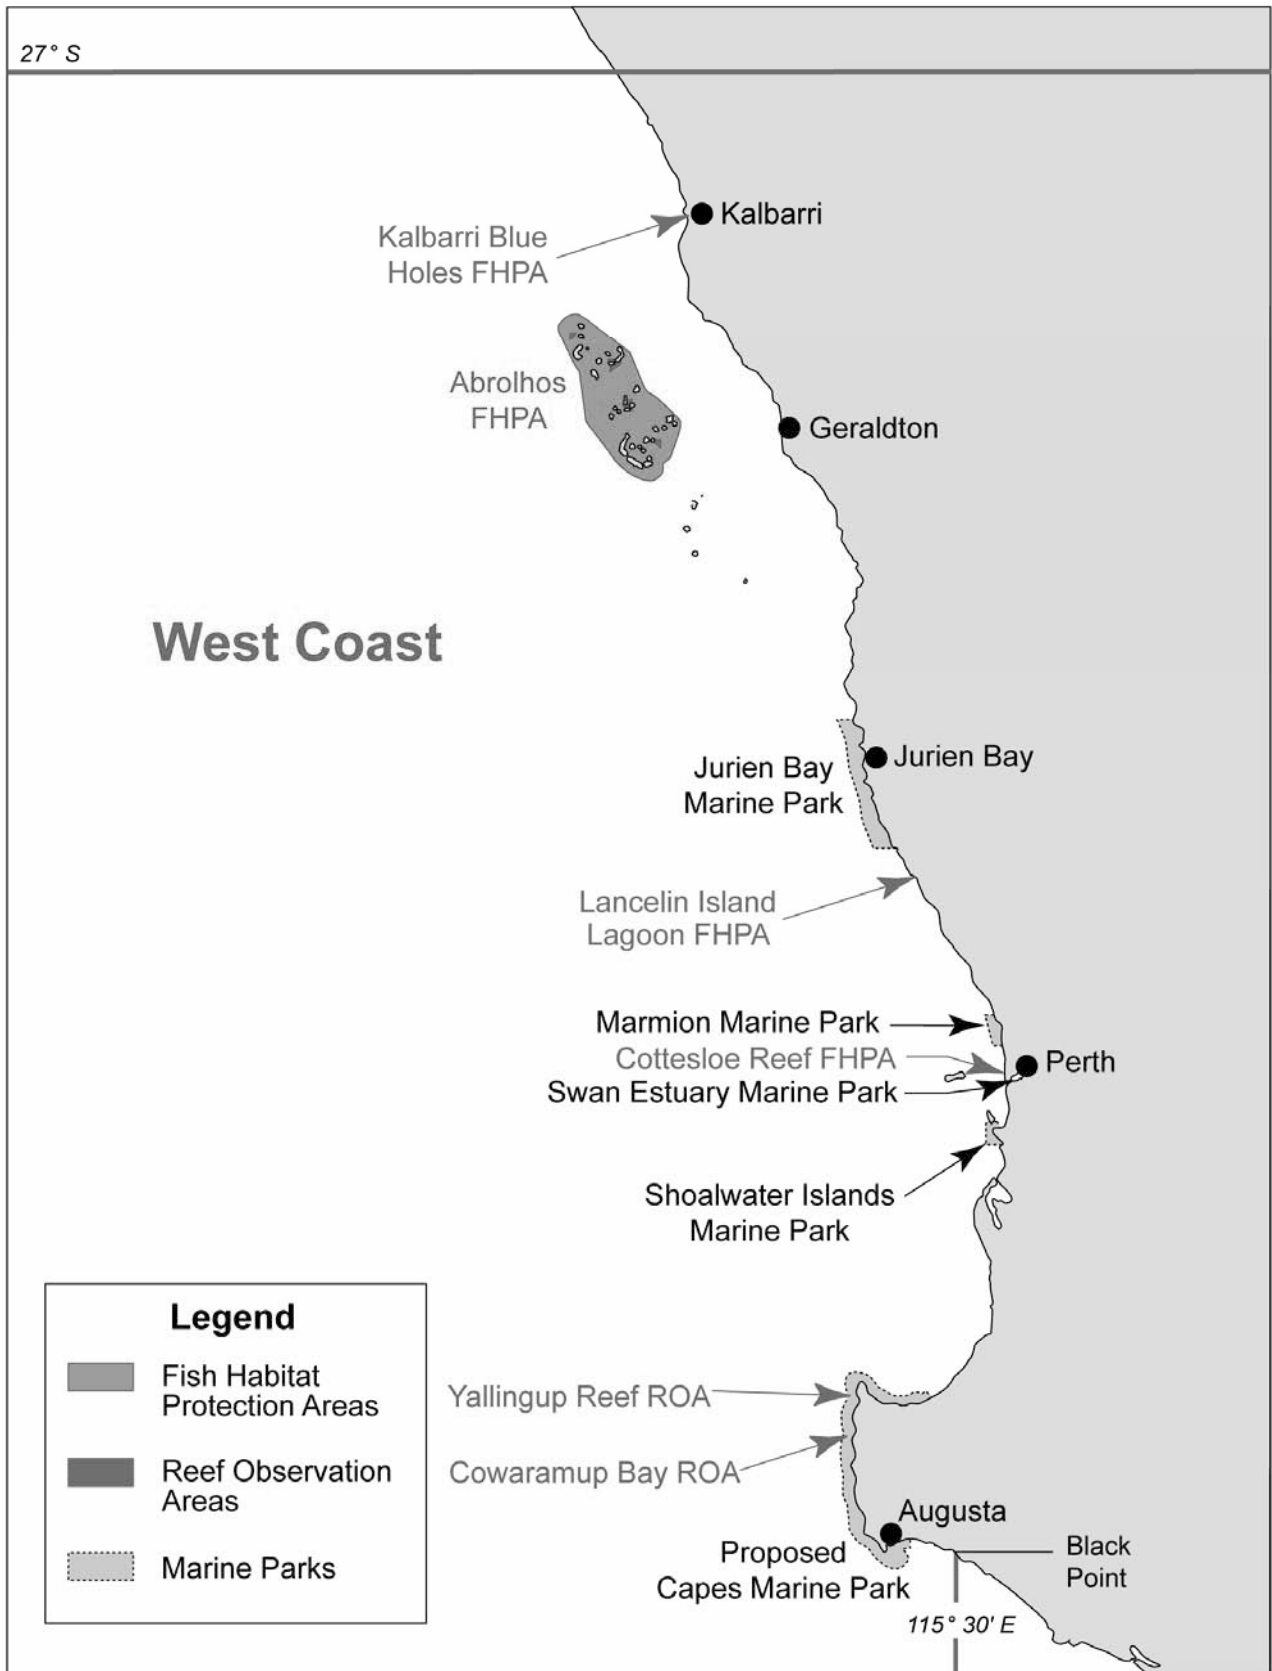 27° S
Kalbarri
Kalbarri Blue
Holes FHPA
Abrolhos
FHPA
Geraldton
West Coast
Jurien Bay
Jurien Bay
Marine Park
Lancelin Island
Lagoon FHPA
Marmion Marine Park
Cottesloe Reef FHPA
Perth
Swan Estuary Marine Park
Shoalwater Islands
Marine Park
Legend
Fish Habitat
Protection Areas
Reef Observation
Areas
Marine Parks
Yallingup Reef ROA
Cowaramup Bay ROA
Augusta
Proposed
Capes Marine Park
Black
Point
115° 30' E